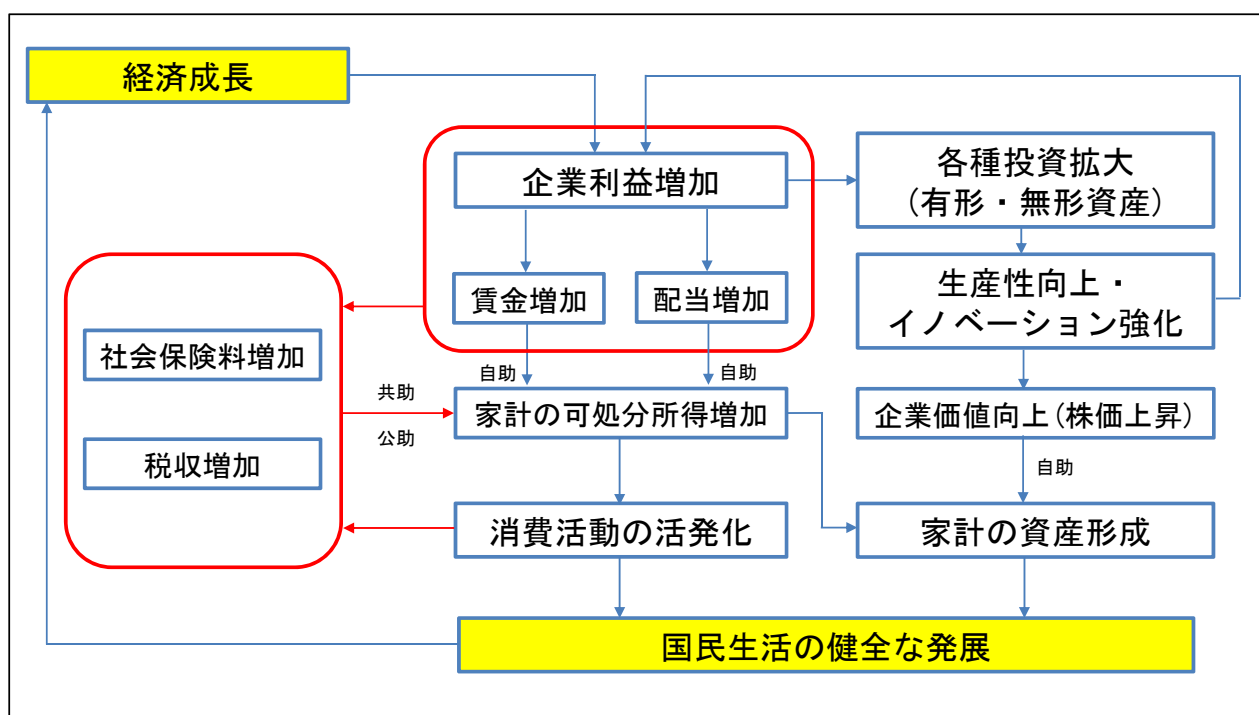 経済成長
企業利益増加
各種投資拡大
(有形・無形資産)
賃金増加
配当増加
生産性向上・
イノベーション強化
社会保険料増加
自助
自助
共助
家計の可処分所得増加
企業価値向上(株価上昇)
公助
税収増加
自助
消費活動の活発化
家計の資産形成
国民生活の健全な発展